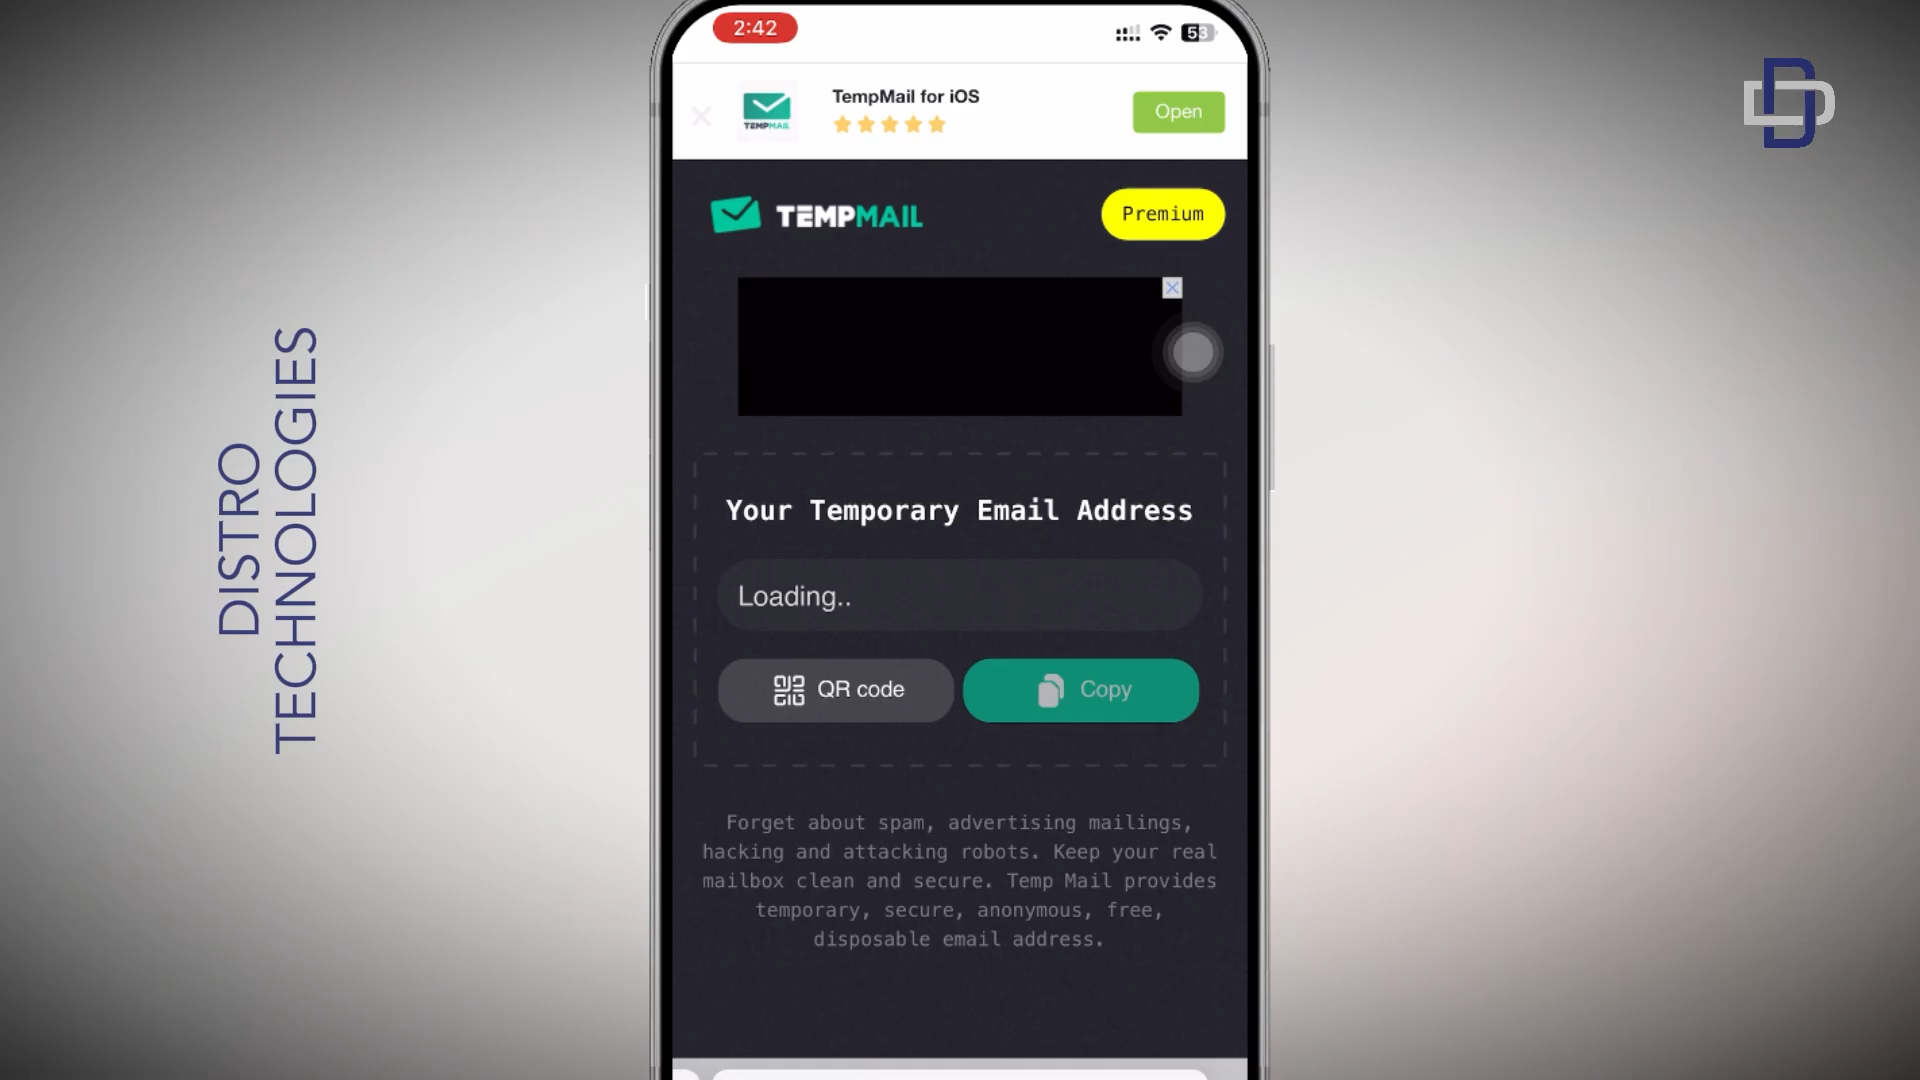 2:42
53
TempMail for iOS
TEMPMAIL
Open
TEMPMAIL
Premium
Your Temporary Email Address
Loading..
QR code
Copy
Forget about spam, advertising mailings,
hacking and attacking robots. Keep your real
mailbox clean and secure. Temp Mail provides
temporary, secure, anonymous, free,
disposable email address.
DISTRO
TECHNOLOGIES